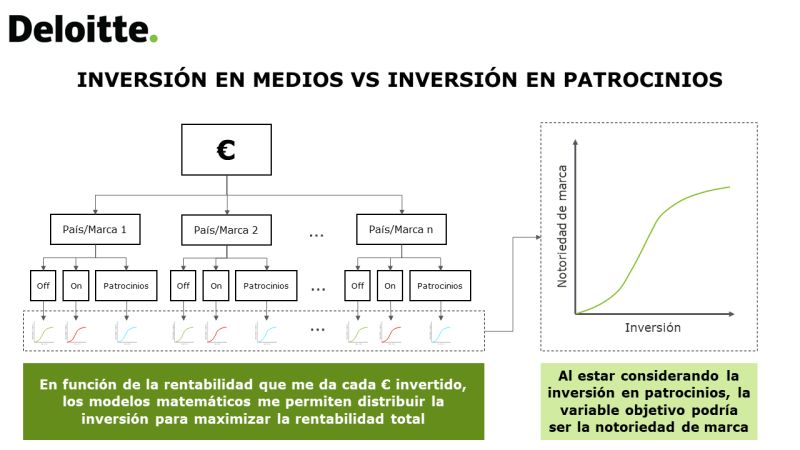 Deloitte.
INVERSIÓN EN MEDIOS VS INVERSIÓN EN PATROCINIOS
€
País/Marca 1
País/Marca 2
...
País/Marca n
Off
On
Patrocinios
Off
On
Patrocinios
...
Off
On
Patrocinios
...
Notoriedad de marca
Inversión
En función de la rentabilidad que me da cada € invertido,
los modelos matemáticos me permiten distribuir la
inversión para maximizar la rentabilidad total
Al estar considerando la
inversión en patrocinios, la
variable objetivo podría
ser la notoriedad de marca